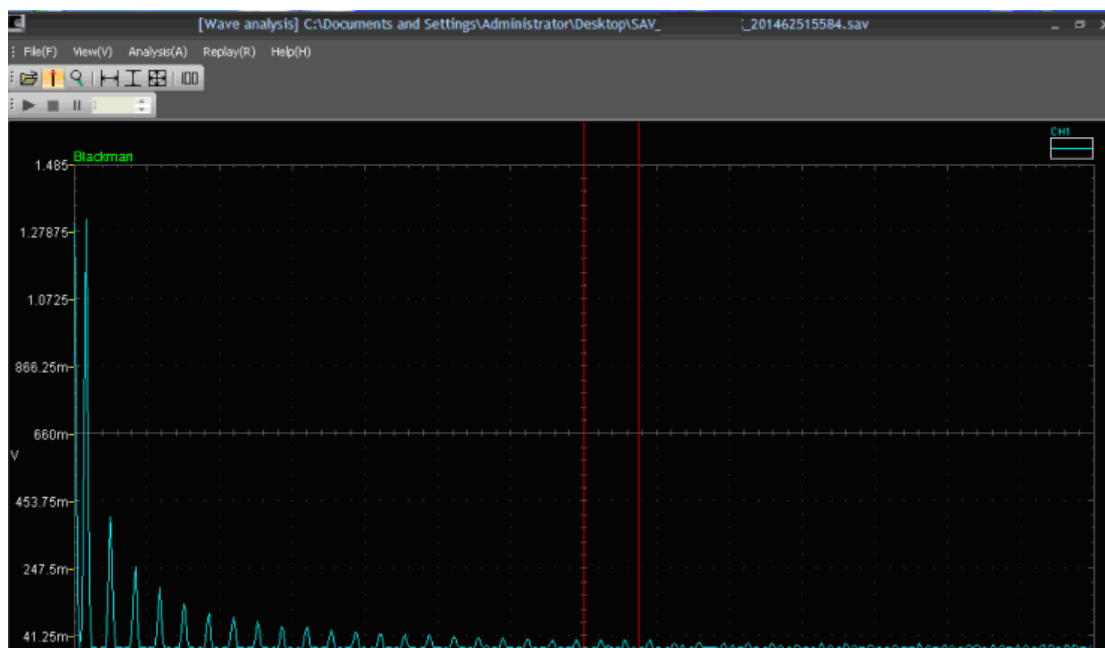 [Wave analysis] C:\Documents and Settings\Administrator\Desktop\SAV_ :_201462515584.sav
File(F) View(V) Analysis(A) Replay(R) Help(H)
100
CH1
Blackman
1.485
1.27875
1.0725
866.25m
660m
V
453.75m
247.5m
41.25m